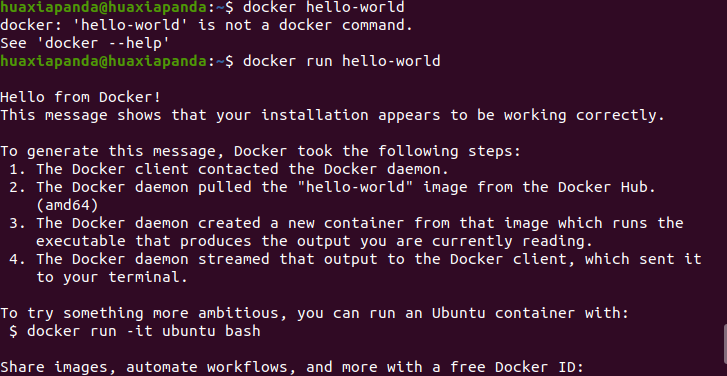 huaxiapanda@huaxiapanda:~$ docker hello-world
docker: 'hello-world' is not a docker command.
See 'docker --help'
huaxiapanda@huaxiapanda:~$ docker run hello-world
Hello from Docker!
This message shows that your installation appears to be working correctly.
To generate this message, Docker took the following steps:
1. The Docker client contacted the Docker daemon.
2. The Docker daemon pulled the "hello-world" image from the Docker Hub.
(amd64)
3. The Docker daemon created a new container from that image which runs the
executable that produces the output you are currently reading.
4. The Docker daemon streamed that output to the Docker client, which sent it
to your terminal.
To try something more ambitious, you can run an Ubuntu container with:
$ docker run -it ubuntu bash
Share images, automate workflows, and more with a free Docker ID: